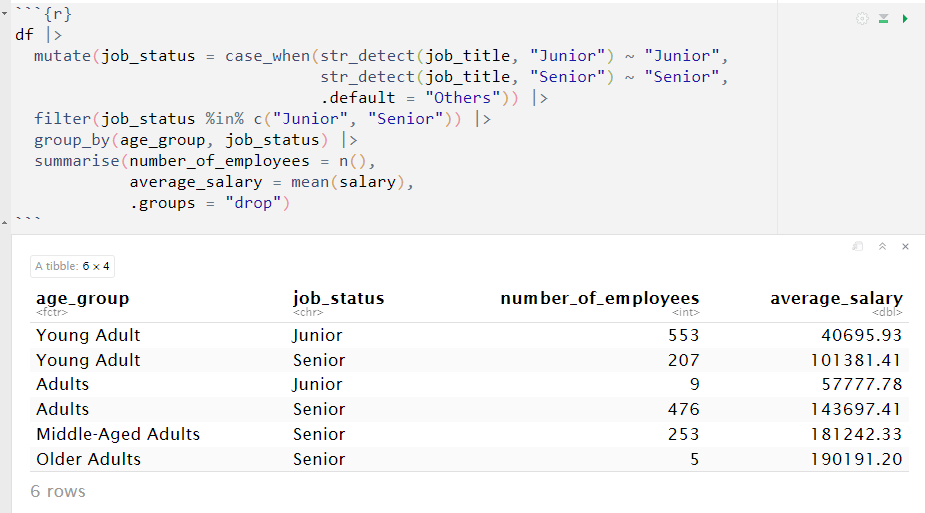 ```{r}
df |>
  mutate(job_status = case_when(str_detect(job_title, "Junior") ~ "Junior",
                                str_detect(job_title, "Senior") ~ "Senior",
                                .default = "Others")) |>
  filter(job_status %in% c("Junior", "Senior")) |>
  group_by(age_group, job_status) |>
  summarise(number_of_employees = n(),
            average_salary = mean(salary),
            .groups = "drop")
```
A tibble: 6 × 4
age_group job_status number_of_employees average_salary
<fctr> <chr> <int> <dbl>
Young Adult Junior 553 40695.93
Young Adult Senior 207 101381.41
Adults Junior 9 57777.78
Adults Senior 476 143697.41
Middle-Aged Adults Senior 253 181242.33
Older Adults Senior 5 190191.20
6 rows